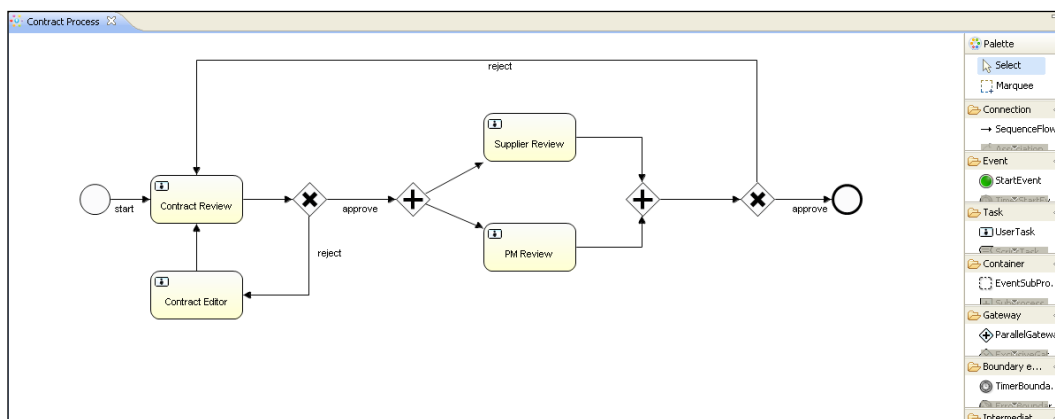 Contract Process
Palette
Select
Marquee
Connection
SequenceFlow
Event
StartEvent
Task
UserTask
Container
EventSubPro...
Gateway
ParallelGatew
Boundary e...
TimerBounda...
reject
Supplier Review
Contract Review
start
approve
approve
reject
PM Review
Contract Editor